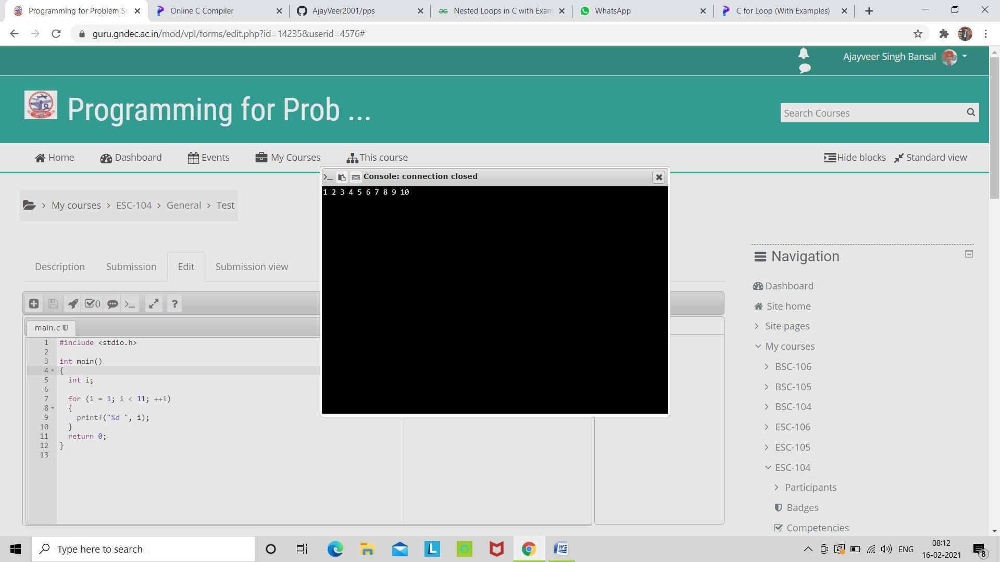 Programming for Problem So
Online C Compiler
AjayVeer2001/pps
Nested Loops in C with Exam
WhatsApp
C for Loop (With Examples)
guru.gndec.ac.in/mod/vpl/forms/edit.php?id=14235&userid=4576#
Ajayveer Singh Bansal
Programming for Prob ...
Search Courses
Home
Dashboard
Events
My Courses
This course
Hide blocks
Standard view
Console: connection closed
1 2 3 4 5 6 7 8 9 10
> My courses > ESC-104 > General > Test
Description
Submission
Edit
Submission view
0
?
main.c
1 #include <stdio.h>
2
3 int main()
4 {
5 int i;
6
7 for (i = 1; i < 11; ++i)
8 {
9 printf("%d ", i);
10 }
11 return 0;
12 }
13
Navigation
Dashboard
Site home
Site pages
My courses
BSC-106
BSC-105
BSC-104
ESC-106
ESC-105
ESC-104
Participants
Badges
Competencies
Type here to search
L
ENG
08:12
16-02-2021
8